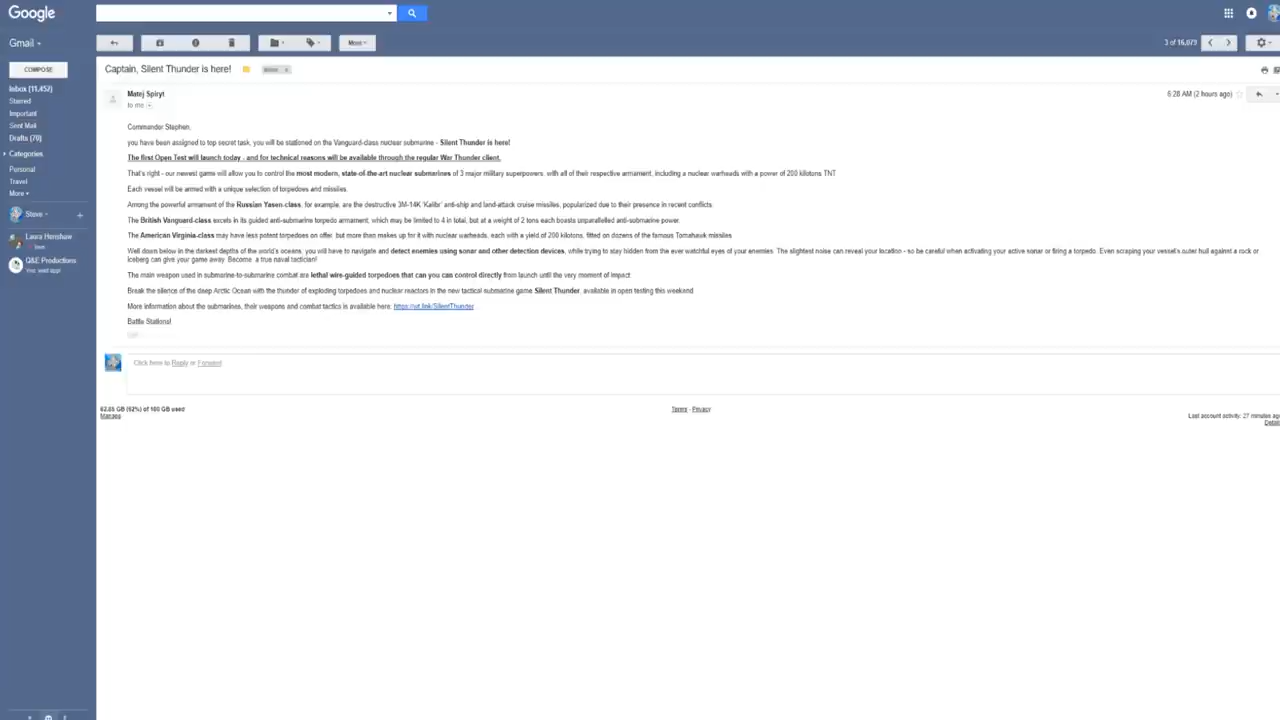 Google
Gmail
More
3 of 16,079
COMPOSE
Inbox (11,452)
Starred
Important
Sent Mail
Drafts (70)
Categories
Personal
Travel
More
Steve
Laura Henshaw
Q&E Productions
Captain, Silent Thunder is here!
Matej Spiryt
to me
6:28 AM (2 hours ago)
Commander Stephen,
you have been assigned to top secret task, you will be stationed on the Vanguard-class nuclear submarine - Silent Thunder is here!
The first Open Test will launch today - and for technical reasons will be available through the regular War Thunder client.
That's right - our newest game will allow you to control the most modern, state-of-the-art nuclear submarines of 3 major military superpowers, with all of their respective armament, including a nuclear warheads with a power of 200 kilotons TNT
Each vessel will be armed with a unique selection of torpedoes and missiles.
Among the powerful armament of the Russian Yasen-class, for example, are the destructive 3M-14K 'Kalibr' anti-ship and land-attack cruise missiles, popularized due to their presence in recent conflicts.
The British Vanguard-class excels in its guided anti-submarine torpedo armament, which may be limited to 4 in total, but at a weight of 2 tons each boasts unparallelled anti-submarine power.
The American Virginia-class may have less potent torpedoes on offer, but more than makes up for it with nuclear warheads, each with a yield of 200 kilotons, fitted on dozens of the famous Tomahawk missiles
Well down below in the darkest depths of the world's oceans, you will have to navigate and detect enemies using sonar and other detection devices, while trying to stay hidden from the ever watchful eyes of your enemies. The slightest noise can reveal your location - so be careful when activating your active sonar or firing a torpedo. Even scraping your vessel's outer hull against a rock or
Iceberg can give your game away. Become a true naval tactician!
The main weapon used in submarine-to-submarine combat are lethal wire-guided torpedoes that can you can control directly from launch until the very moment of impact
Break the silence of the deep Arctic Ocean with the thunder of exploding torpedoes and nuclear reactors in the new tactical submarine game Silent Thunder, available in open testing this weekend
More information about the submarines, their weapons and combat tactics is available here: https://wt.link/SilentThunder
Battle Stations!
Click here to Reply or Forward
62.85 GB (62%) of 100 GB used
Manage
Terms - Privacy
Last account activity: 27 minutes ag
Detail